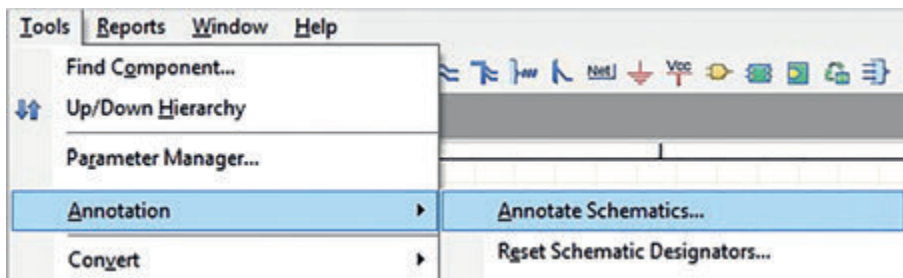 Tools Reports Window Help
Find Component...
Net Vcc
Up/Down Hierarchy
Parameter Manager...
Annotation Annotate Schematics...
Convert Reset Schematic Designators...